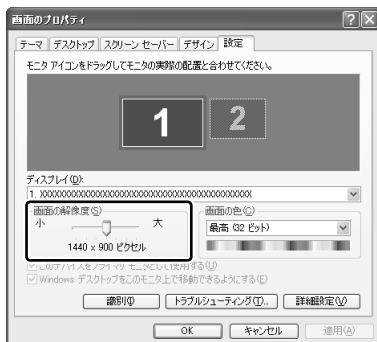 画面のプロパティ
テーマ デスクトップ スクリーン セーバー デザイン 設定
モニタ アイコンをドラッグしてモニタの実際の配置と合わせてください。
1 2
ディスプレイ(D):
1. XXXXXXXXXXXXXXXXXXXXXXXXXXXXXXXXXXXXXXXX
画面の解像度(S)
小 大
1440 x 900 ピクセル
画面の色(C)
最高 (32 ビット)
このデバイスをプライマリ モニタとして使用する(U)
Windows デスクトップをこのモニタ上で移動できるようにする(E)
識別(I) トラブルシューティング(T)... 詳細設定(V)
OK キャンセル 適用(A)